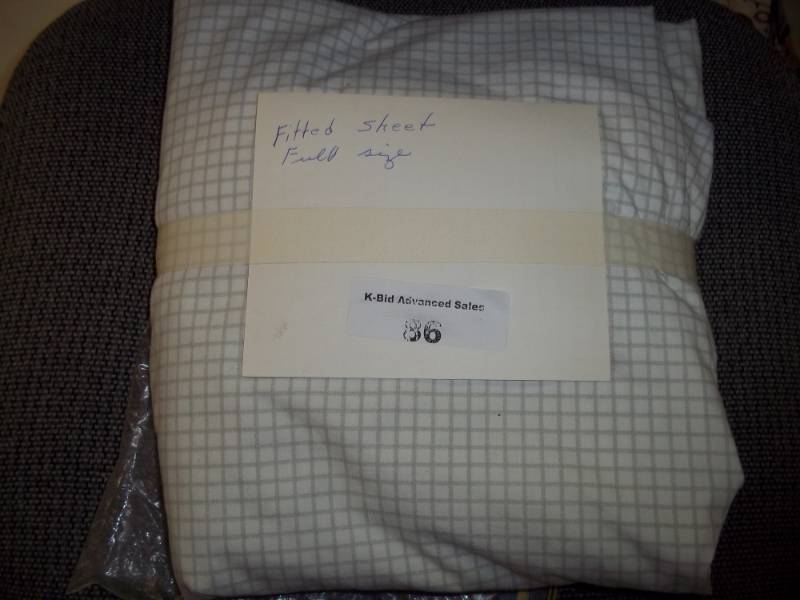 Fitted sheet
Full size
K-Bid Advanced Sales
86